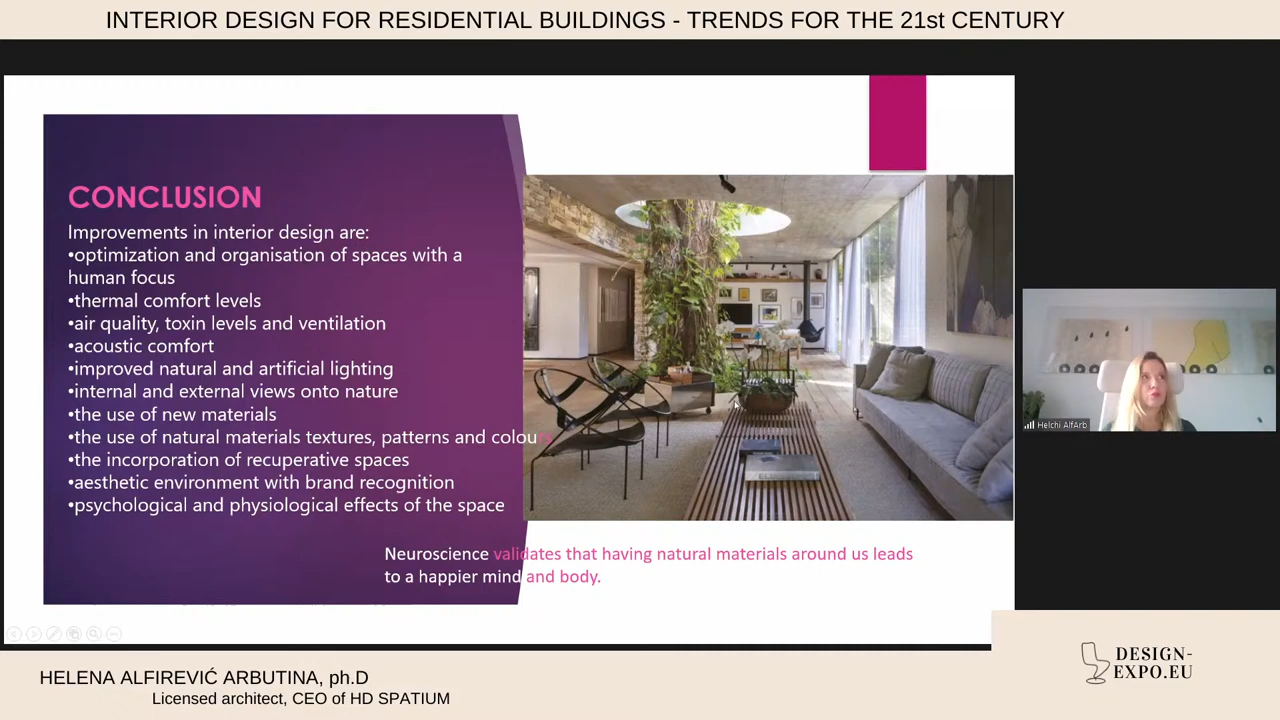 INTERIOR DESIGN FOR RESIDENTIAL BUILDINGS - TRENDS FOR THE 21st CENTURY
CONCLUSION
Improvements in interior design are:
•optimization and organisation of spaces with a
human focus
•thermal comfort levels
•air quality, toxin levels and ventilation
•acoustic comfort
•improved natural and artificial lighting
•internal and external views onto nature
•the use of new materials
•the use of natural materials textures, patterns and colours
•the incorporation of recuperative spaces
•aesthetic environment with brand recognition
•psychological and physiological effects of the space
Neuroscience validates that having natural materials around us leads
to a happier mind and body.
Helchi AlfArb
HELENA ALFIREVIĆ ARBUTINA, ph.D
Licensed architect, CEO of HD SPATIUM
DESIGN-
EXPO.EU